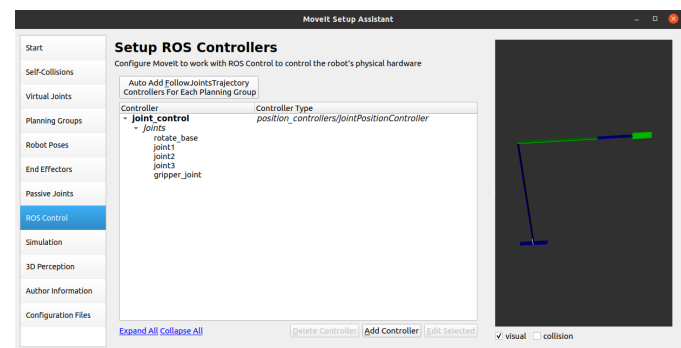 MoveIt Setup Assistant
Start
Self-Collisions
Virtual Joints
Planning Groups
Robot Poses
End Effectors
Passive Joints
ROS Control
Simulation
3D Perception
Author Information
Configuration Files
Setup ROS Controllers
Configure MoveIt to work with ROS Control to control the robot's physical hardware
Auto Add FollowJointsTrajectory
Controllers For Each Planning Group
Controller Controller Type
joint_control position_controllers/JointPositionController
Joints
rotate_base
joint1
joint2
joint3
gripper_joint
Expand All Collapse All Delete Controller Add Controller Edit Selected
visual collision